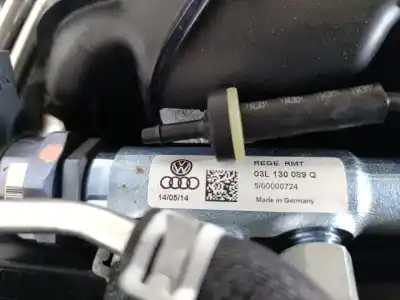 REGE RMT
03L 130 089 Q
5/00000724
14/05/14
Made in Germany